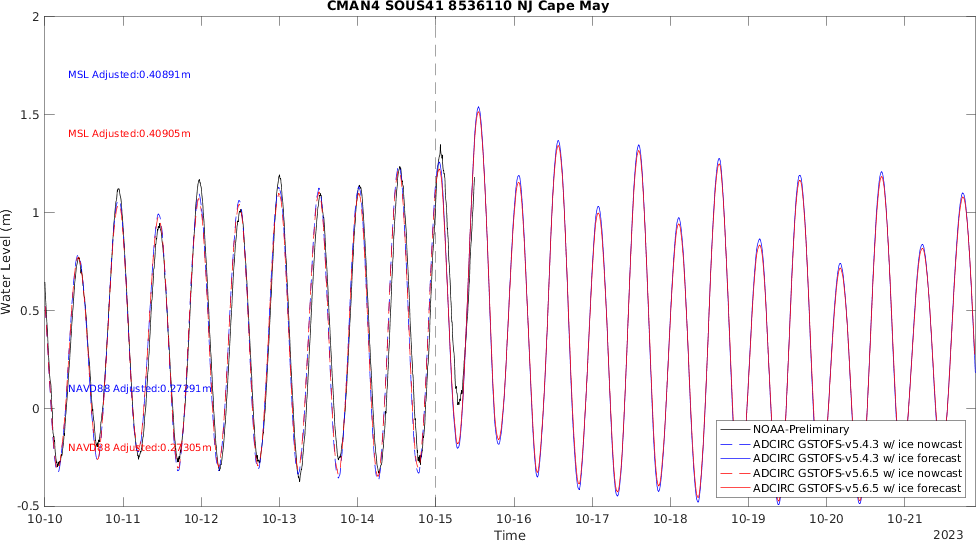 CMAN4 SOUS41 8536110 NJ Cape May
2
1.5
1
0.5
0
-0.5
Water Level (m)
MSL Adjusted:0.40891m
MSL Adjusted:0.40905m
NAVD88 Adjusted:0.27291m
NAVD88 Adjusted:0.27305m
NOAA-Preliminary
ADCIRC GSTOFS-v5.4.3 w/ ice nowcast
ADCIRC GSTOFS-v5.4.3 w/ ice forecast
ADCIRC GSTOFS-v5.6.5 w/ ice nowcast
ADCIRC GSTOFS-v5.6.5 w/ ice forecast
10-10 10-11 10-12 10-13 10-14 10-15 10-16 10-17 10-18 10-19 10-20 10-21
Time
2023